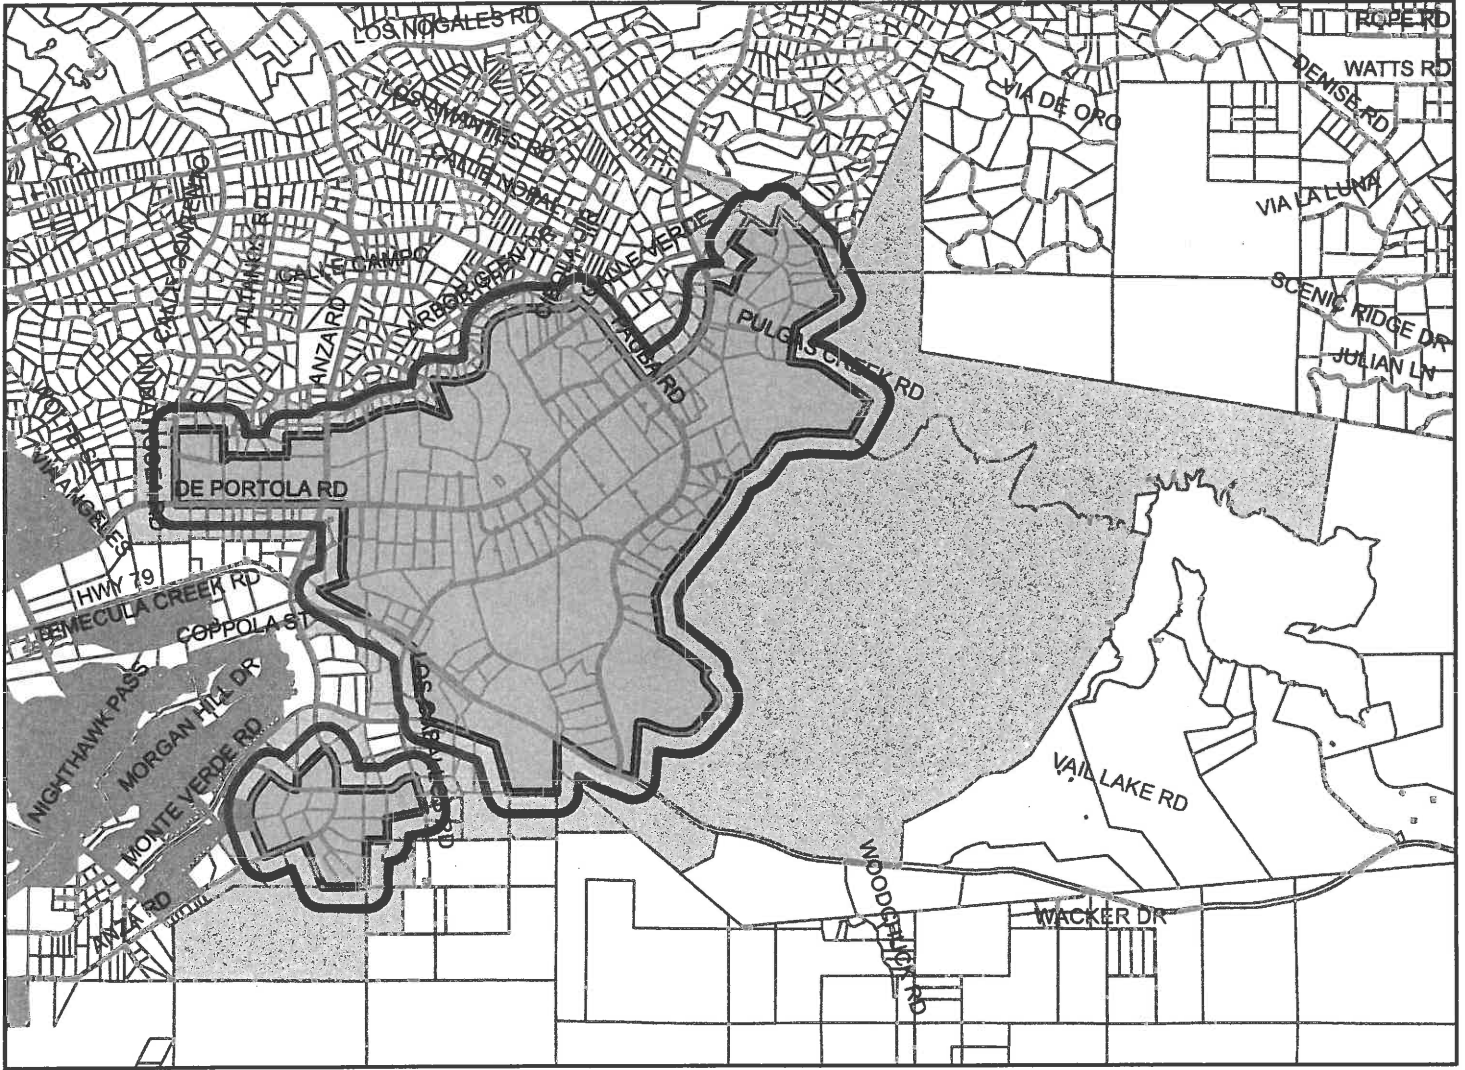 LOS NOGALES RD
ROPE RD
WATTS RD
DENISE RD
VIA DE ORO
LOS AMANTES RD
CALLE NOPAL
VIA LA LUNA
CALLE VERDE
CALLE CAMPO
ARBOR GLEN
ANZA RD
SCENIC RIDGE DR
JULIAN LN
PULGAS CREEK RD
PAUBA RD
DE PORTOLA RD
VIA ANGELES
HWY 79
TEMECULA CREEK RD
COPPOLA ST
NIGHTHAWK PASS
MORGAN HILL DR
MONTE VERDE RD
VAIL LAKE RD
WOODCHUCK RD
WACKER DR
ANZA RD